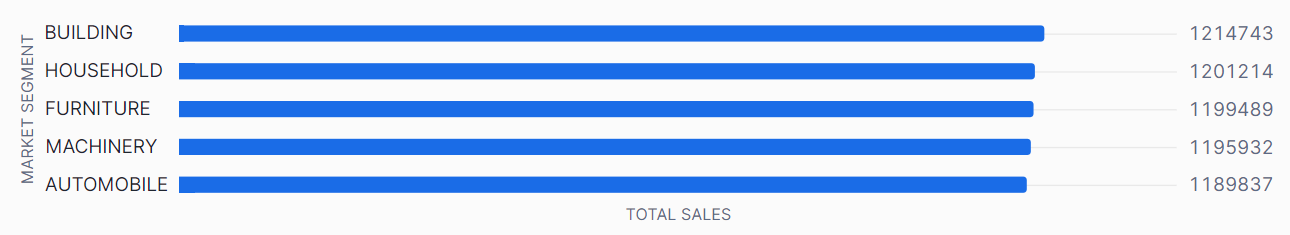 MARKET SEGMENT
BUILDING 1214743
HOUSEHOLD 1201214
FURNITURE 1199489
MACHINERY 1195932
AUTOMOBILE 1189837
TOTAL SALES